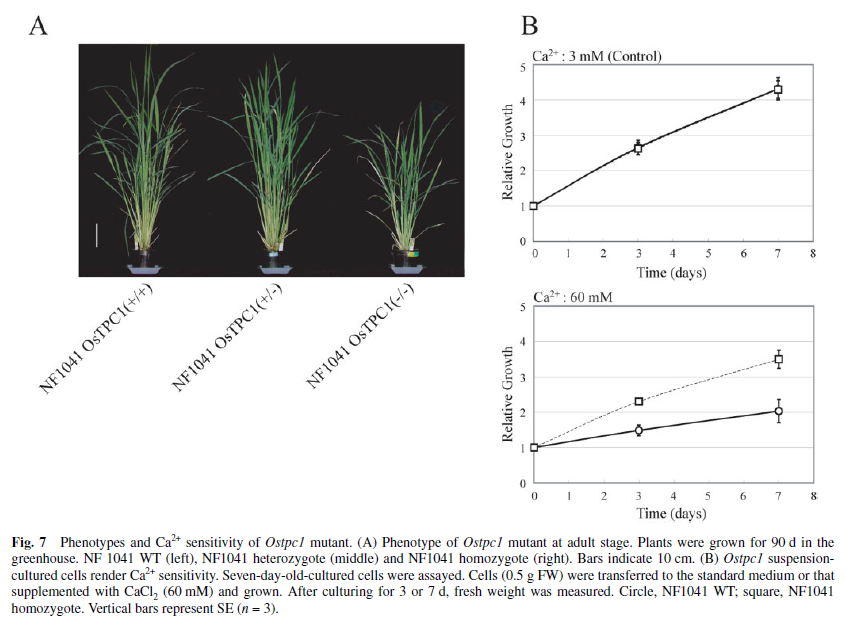 A
NF1041 OsTPC1(+/+)
NF1041 OsTPC1(+/-)
NF1041 OsTPC1(-/-)
B
Ca2+ : 3 mM (Control)
5
4
3
2
1
0
Relative Growth
0 1 2 3 4 5 6 7 8
Time (days)
Ca2+ : 60 mM
5
4
3
2
1
0
Relative Growth
0 1 2 3 4 5 6 7 8
Time (days)
Fig. 7 Phenotypes and Ca2+ sensitivity of Ostpc1 mutant. (A) Phenotype of Ostpc1 mutant at adult stage. Plants were grown for 90 d in the
greenhouse. NF 1041 WT (left), NF1041 heterozygote (middle) and NF1041 homozygote (right). Bars indicate 10 cm. (B) Ostpc1 suspension-
cultured cells render Ca2+ sensitivity. Seven-day-old-cultured cells were assayed. Cells (0.5 g FW) were transferred to the standard medium or that
supplemented with CaCl2 (60 mM) and grown. After culturing for 3 or 7 d, fresh weight was measured. Circle, NF1041 WT; square, NF1041
homozygote. Vertical bars represent SE (n = 3).